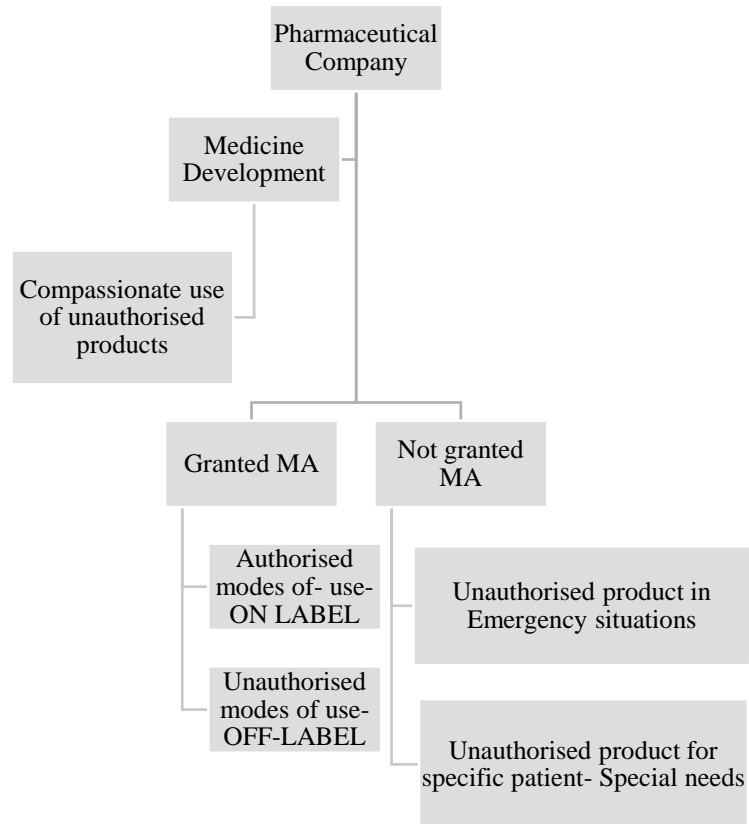 Pharmaceutical
Company
Medicine
Development
Compassionate use
of unauthorised
products
Granted MA
Not granted
MA
Authorised
modes of- use-
ON LABEL
Unauthorised
modes of use-
OFF-LABEL
Unauthorised product in
Emergency situations
Unauthorised product for
specific patient- Special needs